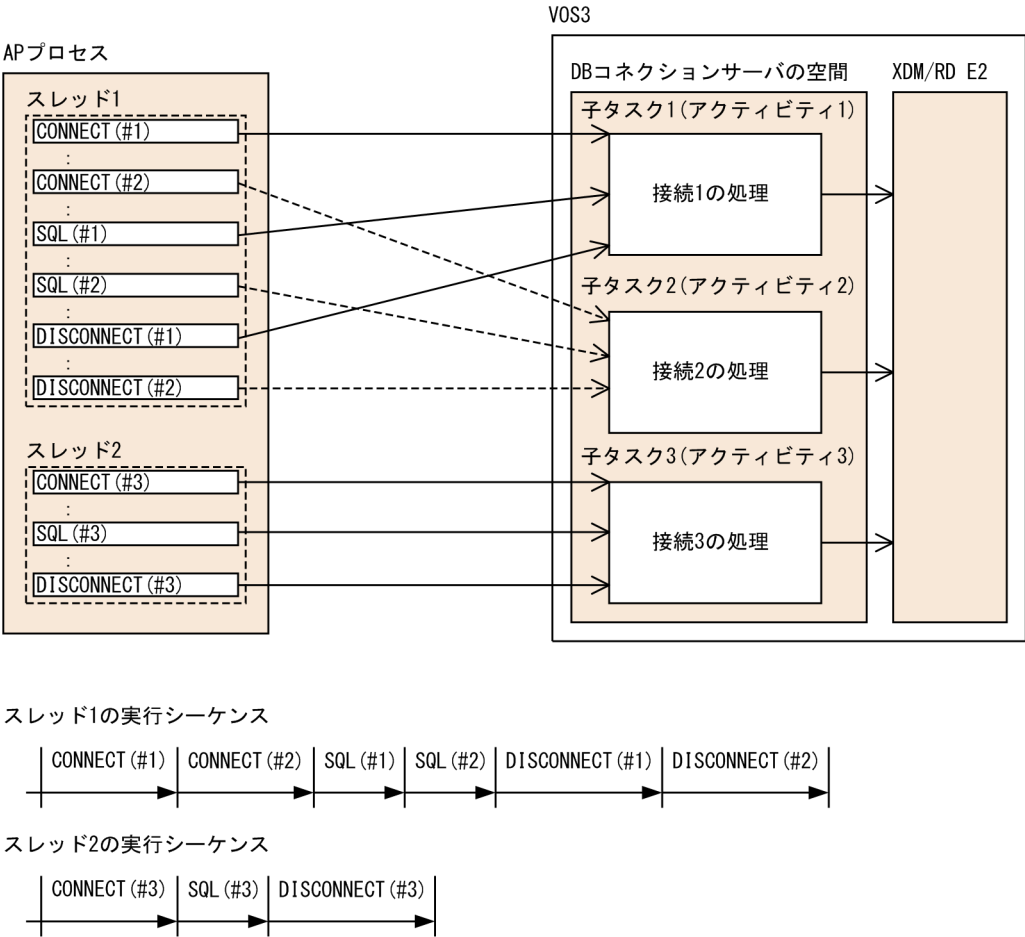 VOS3
APプロセス
DBコネクションサーバの空間
XDM/RD E2
スレッド1
子タスク1(アクティビティ1)
CONNECT(#1)
:
CONNECT(#2)
接続1の処理
:
SQL(#1)
:
SQL(#2)
子タスク2(アクティビティ2)
:
DISCONNECT(#1)
:
DISCONNECT(#2)
接続2の処理
スレッド2
子タスク3(アクティビティ3)
CONNECT(#3)
:
SQL(#3)
接続3の処理
:
DISCONNECT(#3)
スレッド1の実行シーケンス
CONNECT(#1) CONNECT(#2) SQL(#1) SQL(#2) DISCONNECT(#1) DISCONNECT(#2)
スレッド2の実行シーケンス
CONNECT(#3) SQL(#3) DISCONNECT(#3)